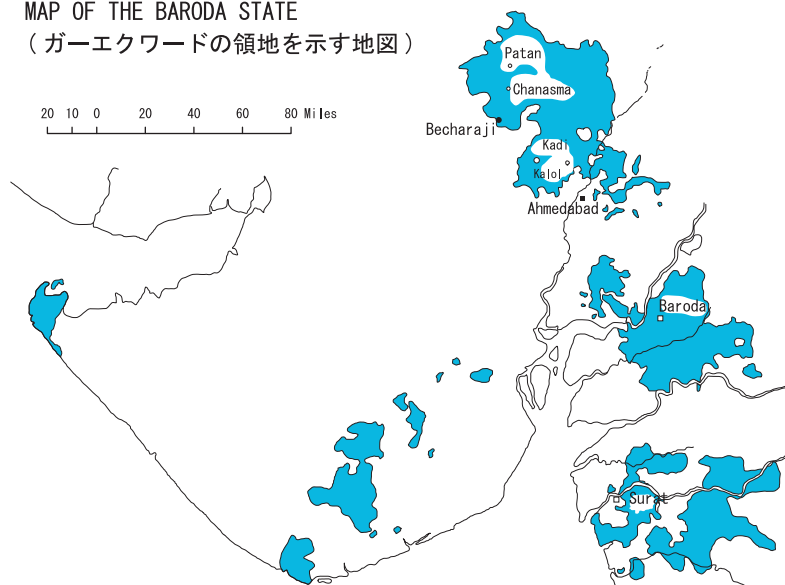 MAP OF THE BARODA STATE
（ガーエクワードの領地を示す地図）
20 10 0 20 40 60 80 Miles
Patan
Chanasma
Becharaji
Kadi
Kalol
Ahmedabad
Baroda
Surat